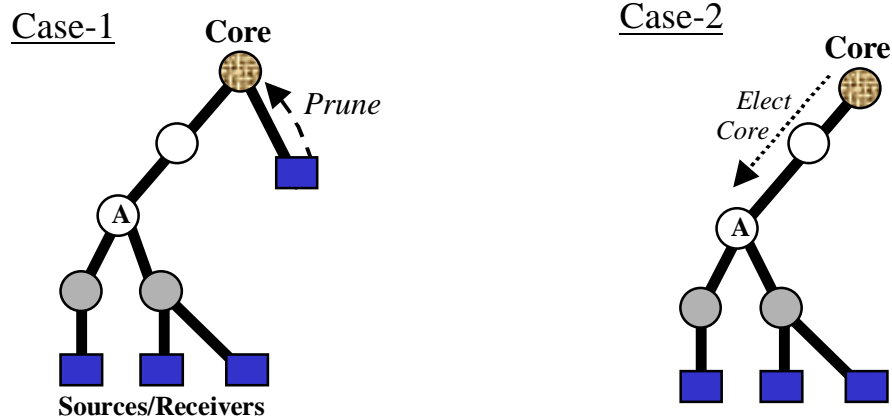 Case-1
Core
Prune
A
Sources/Receivers
Case-2
Core
Elect
Core
A